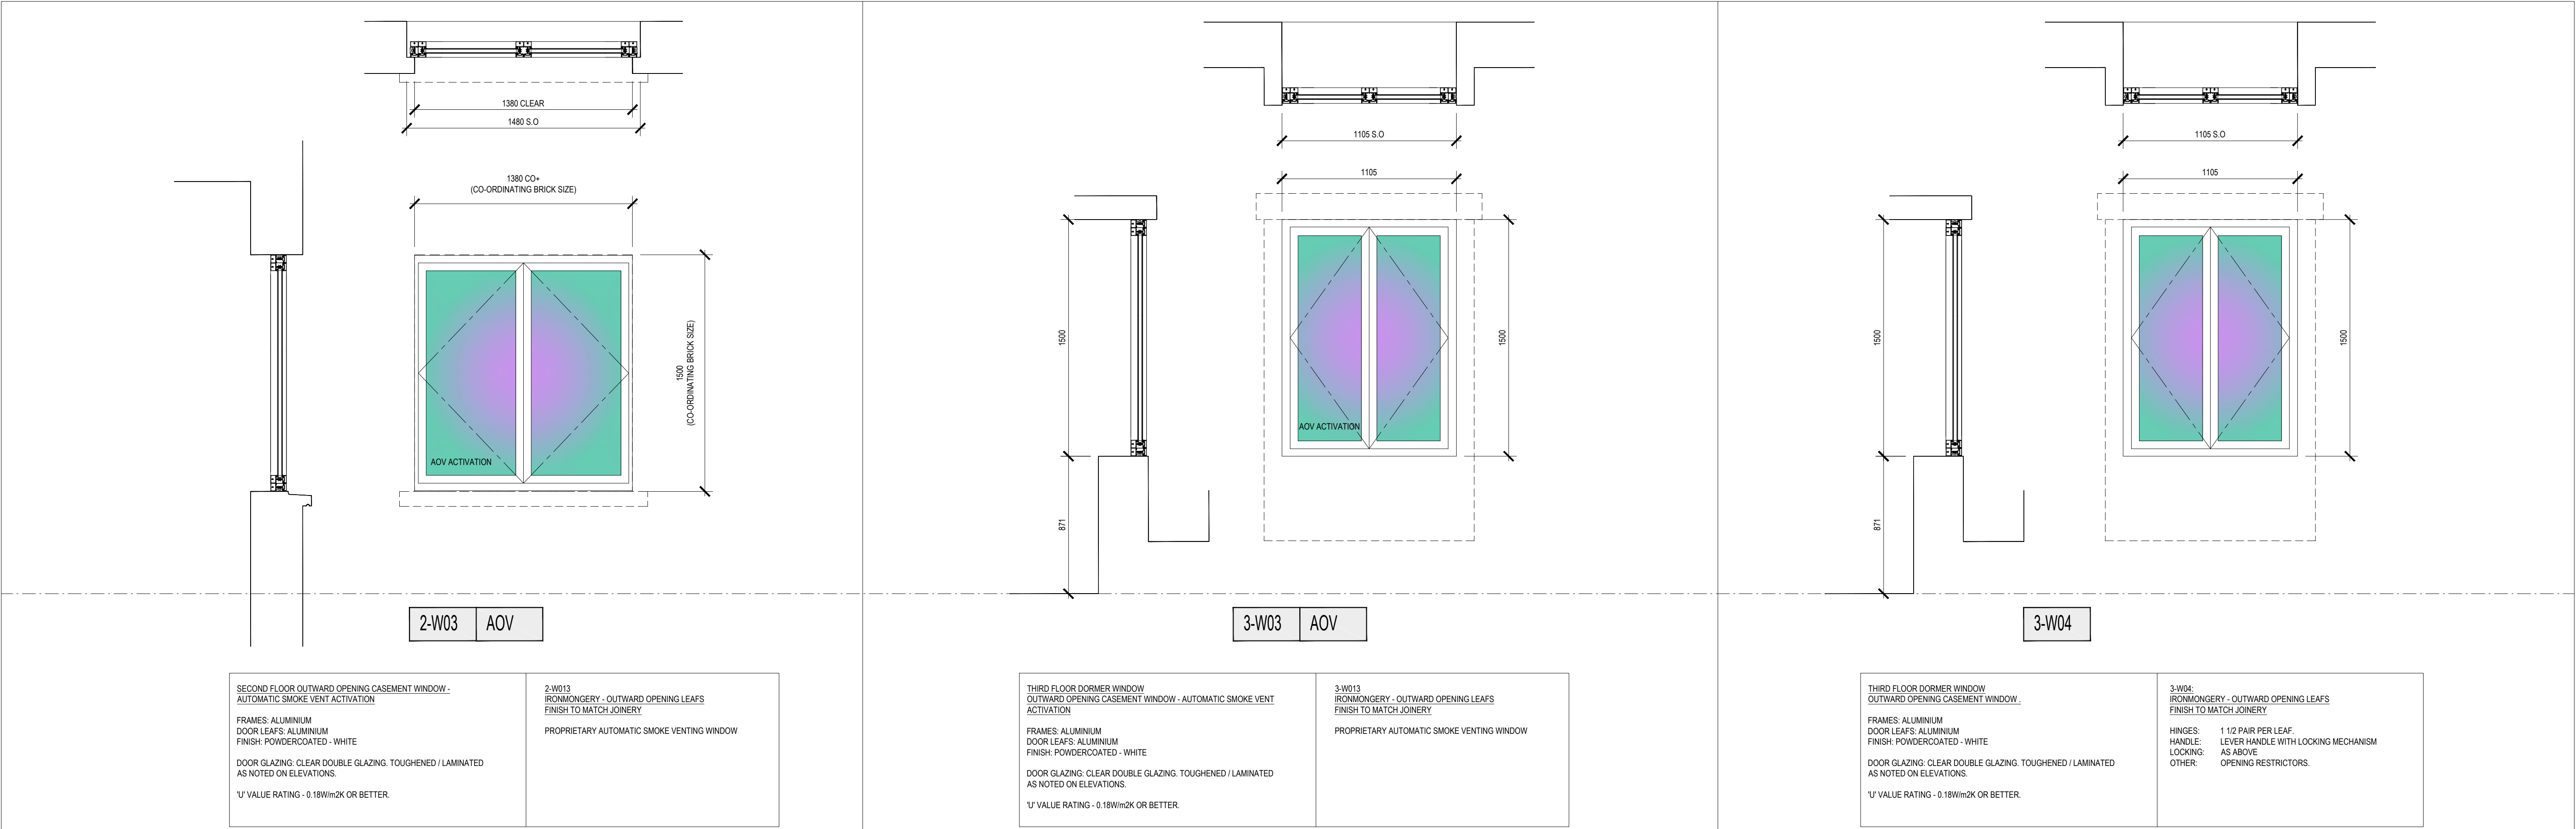 1380 CLEAR
1480 S.O
1380 CO+
(CO-ORDINATING BRICK SIZE)
1500
(CO-ORDINATING BRICK SIZE)
AOV ACTIVATION
2-W03 AOV
SECOND FLOOR OUTWARD OPENING CASEMENT WINDOW -
AUTOMATIC SMOKE VENT ACTIVATION
FRAMES: ALUMINIUM
DOOR LEAFS: ALUMINIUM
FINISH: POWDERCOATED - WHITE
DOOR GLAZING: CLEAR DOUBLE GLAZING. TOUGHENED / LAMINATED
AS NOTED ON ELEVATIONS.
'U' VALUE RATING - 0.18W/m2K OR BETTER.
2-W013
IRONMONGERY - OUTWARD OPENING LEAFS
FINISH TO MATCH JOINERY
PROPRIETARY AUTOMATIC SMOKE VENTING WINDOW
1105 S.O
1105
1500
1500
871
AOV ACTIVATION
3-W03 AOV
THIRD FLOOR DORMER WINDOW
OUTWARD OPENING CASEMENT WINDOW - AUTOMATIC SMOKE VENT
ACTIVATION
FRAMES: ALUMINIUM
DOOR LEAFS: ALUMINIUM
FINISH: POWDERCOATED - WHITE
DOOR GLAZING: CLEAR DOUBLE GLAZING. TOUGHENED / LAMINATED
AS NOTED ON ELEVATIONS.
'U' VALUE RATING - 0.18W/m2K OR BETTER.
3-W013
IRONMONGERY - OUTWARD OPENING LEAFS
FINISH TO MATCH JOINERY
PROPRIETARY AUTOMATIC SMOKE VENTING WINDOW
1105 S.O
1105
1500
1500
871
3-W04
THIRD FLOOR DORMER WINDOW
OUTWARD OPENING CASEMENT WINDOW .
FRAMES: ALUMINIUM
DOOR LEAFS: ALUMINIUM
FINISH: POWDERCOATED - WHITE
DOOR GLAZING: CLEAR DOUBLE GLAZING. TOUGHENED / LAMINATED
AS NOTED ON ELEVATIONS.
'U' VALUE RATING - 0.18W/m2K OR BETTER.
3-W04:
IRONMONGERY - OUTWARD OPENING LEAFS
FINISH TO MATCH JOINERY
HINGES: 1 1/2 PAIR PER LEAF.
HANDLE: LEVER HANDLE WITH LOCKING MECHANISM
LOCKING: AS ABOVE
OTHER: OPENING RESTRICTORS.